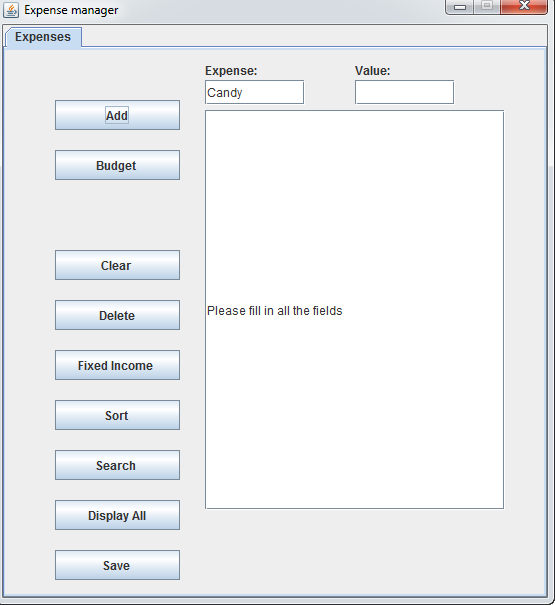 Expense manager
Expenses
Expense: Value:
Candy
Add
Budget
Clear
Delete
Please fill in all the fields
Fixed Income
Sort
Search
Display All
Save